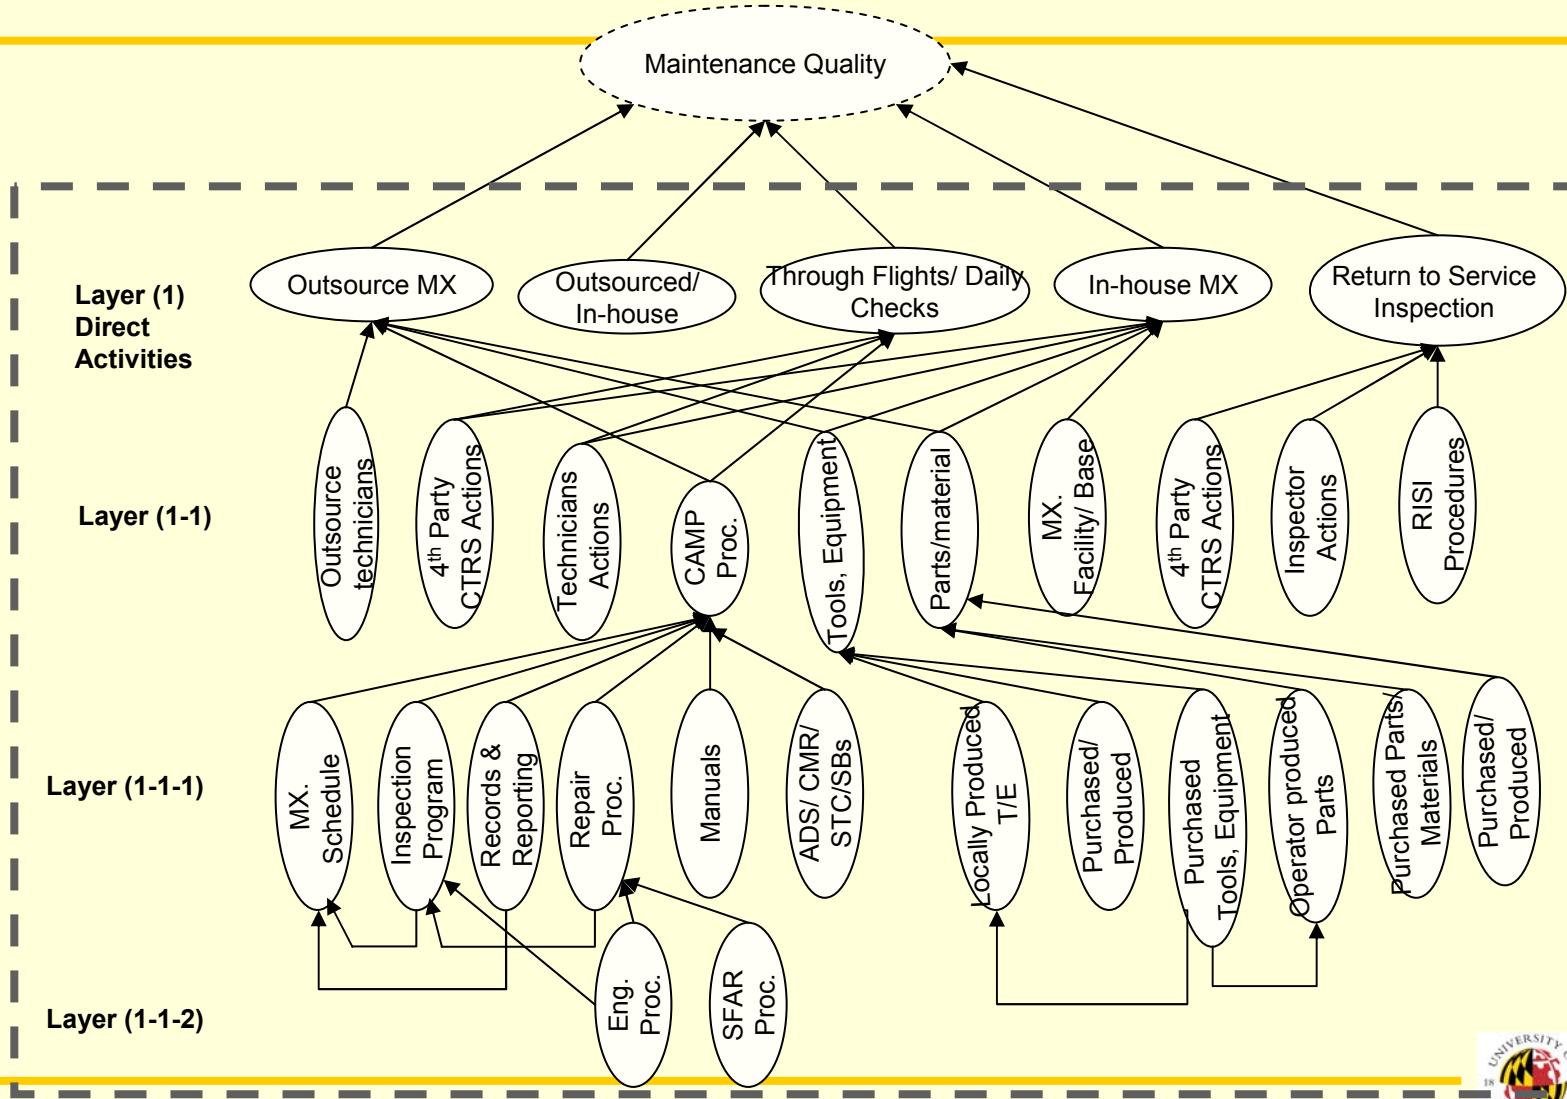 Maintenance Quality
Layer (1)
Direct
Activities
Outsource MX
Outsourced/
In-house
Through Flights/ Daily
Checks
In-house MX
Return to Service
Inspection
Layer (1-1)
Outsource
technicians
4th Party
CTRS Actions
Technicians
Actions
CAMP
Proc.
Tools, Equipment
Parts/material
MX.
Facility/ Base
4th Party
CTRS Actions
Inspector
Actions
RISI
Procedures
Layer (1-1-1)
MX.
Schedule
Inspection
Program
Records &
Reporting
Repair
Proc.
Manuals
ADS/ CMR/
STC/SBs
Locally Produced
T/E
Purchased/
Produced
Purchased
Tools, Equipment
Operator produced
Parts
Purchased Parts/
Materials
Purchased/
Produced
Layer (1-1-2)
Eng.
Proc.
SFAR
Proc.
UNIVERSITY
18